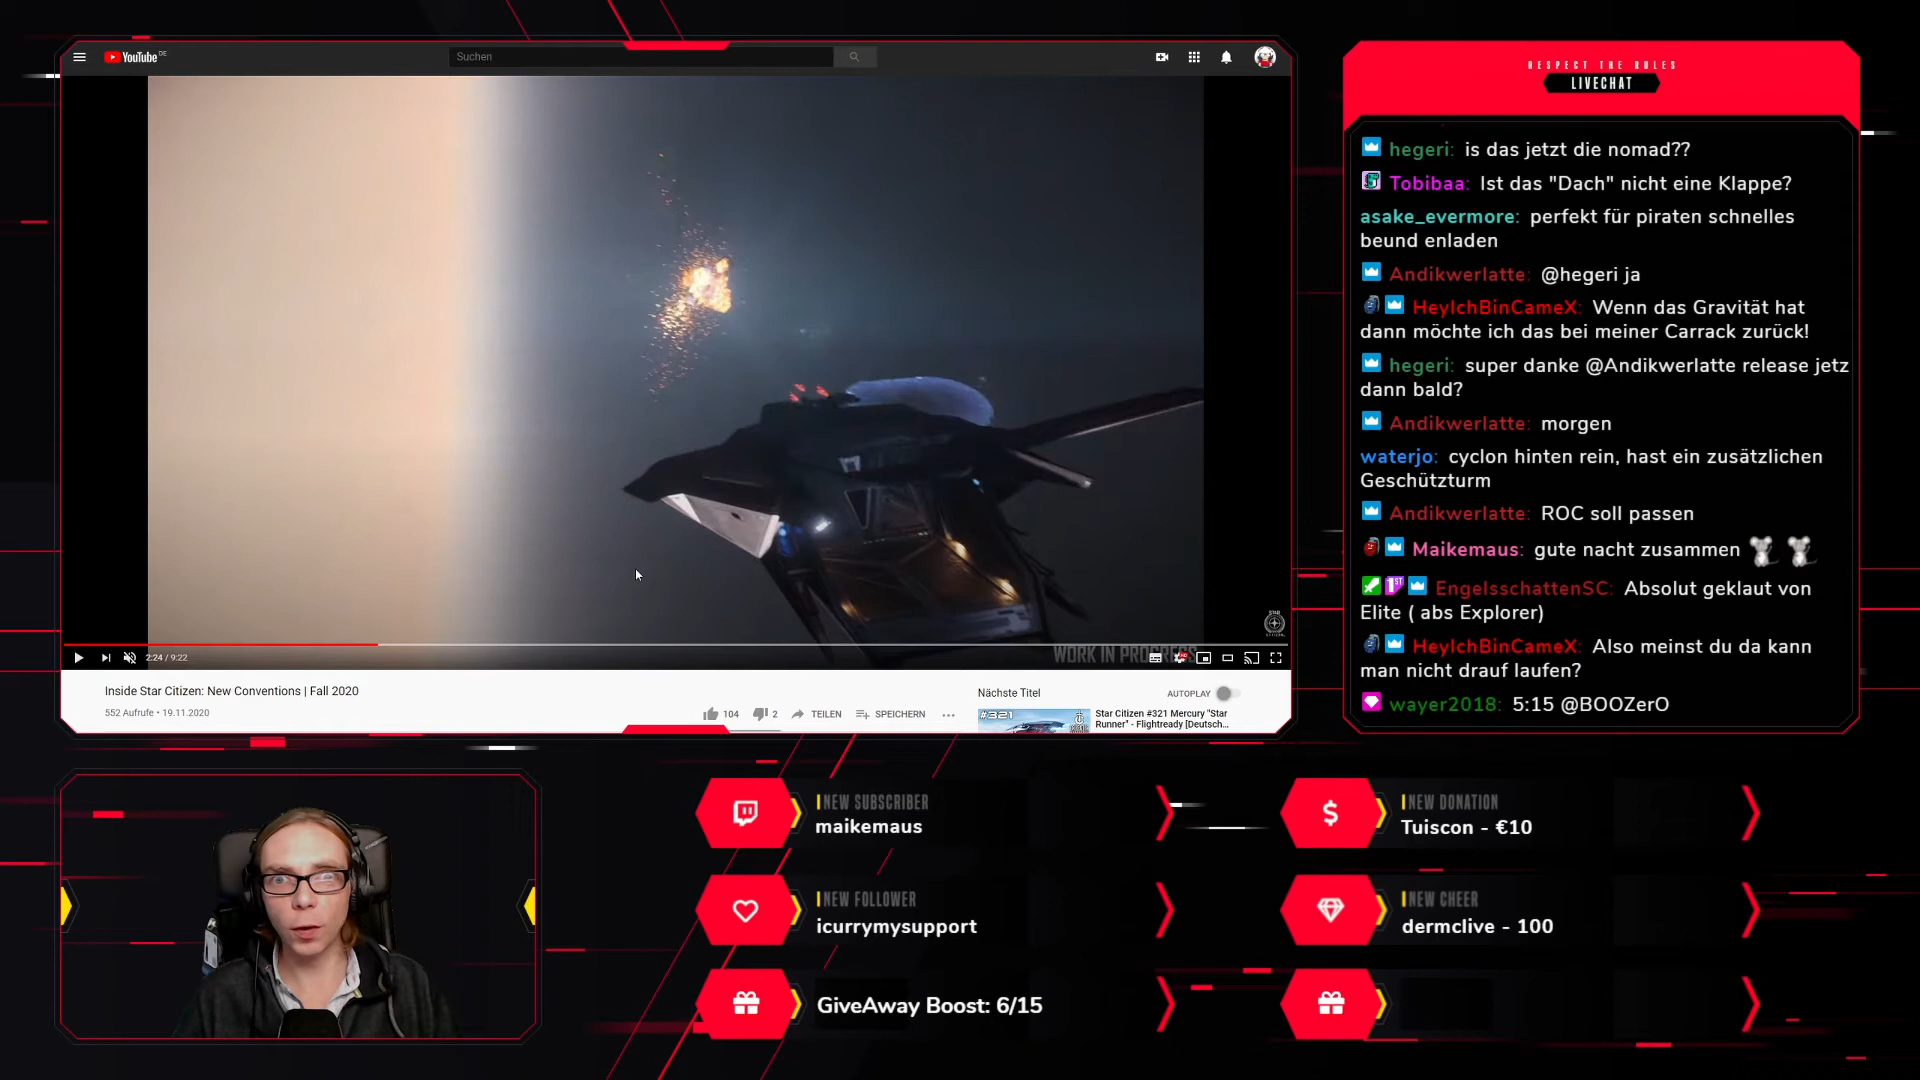 YouTube DE
Suchen
WORK IN PROGRESS
2:24 / 9:22
Inside Star Citizen: New Conventions | Fall 2020
552 Aufrufe • 19.11.2020
104
2
TEILEN
SPEICHERN
Nächste Titel
AUTOPLAY
#321
Star Citizen #321 Mercury "Star
Runner" - Flightready [Deutsch...
RESPECT THE RULES
LIVECHAT
hegeri: is das jetzt die nomad??
Tobibaa: Ist das "Dach" nicht eine Klappe?
asake_evermore: perfekt für piraten schnelles
beund enladen
Andikwerlatte: @hegeri ja
HeyIchBinCameX: Wenn das Gravität hat
dann möchte ich das bei meiner Carrack zurück!
hegeri: super danke @Andikwerlatte release jetz
dann bald?
Andikwerlatte: morgen
waterjo: cyclon hinten rein, hast ein zusätzlichen
Geschützturm
Andikwerlatte: ROC soll passen
Maikemaus: gute nacht zusammen
1ST
EngelsschattenSC: Absolut geklaut von
Elite ( abs Explorer)
HeyIchBinCameX: Also meinst du da kann
man nicht drauf laufen?
wayer2018: 5:15 @BOOZerO
NEW SUBSCRIBER
maikemaus
NEW DONATION
Tuiscon - €10
NEW FOLLOWER
icurrymysupport
NEW CHEER
dermclive - 100
GiveAway Boost: 6/15